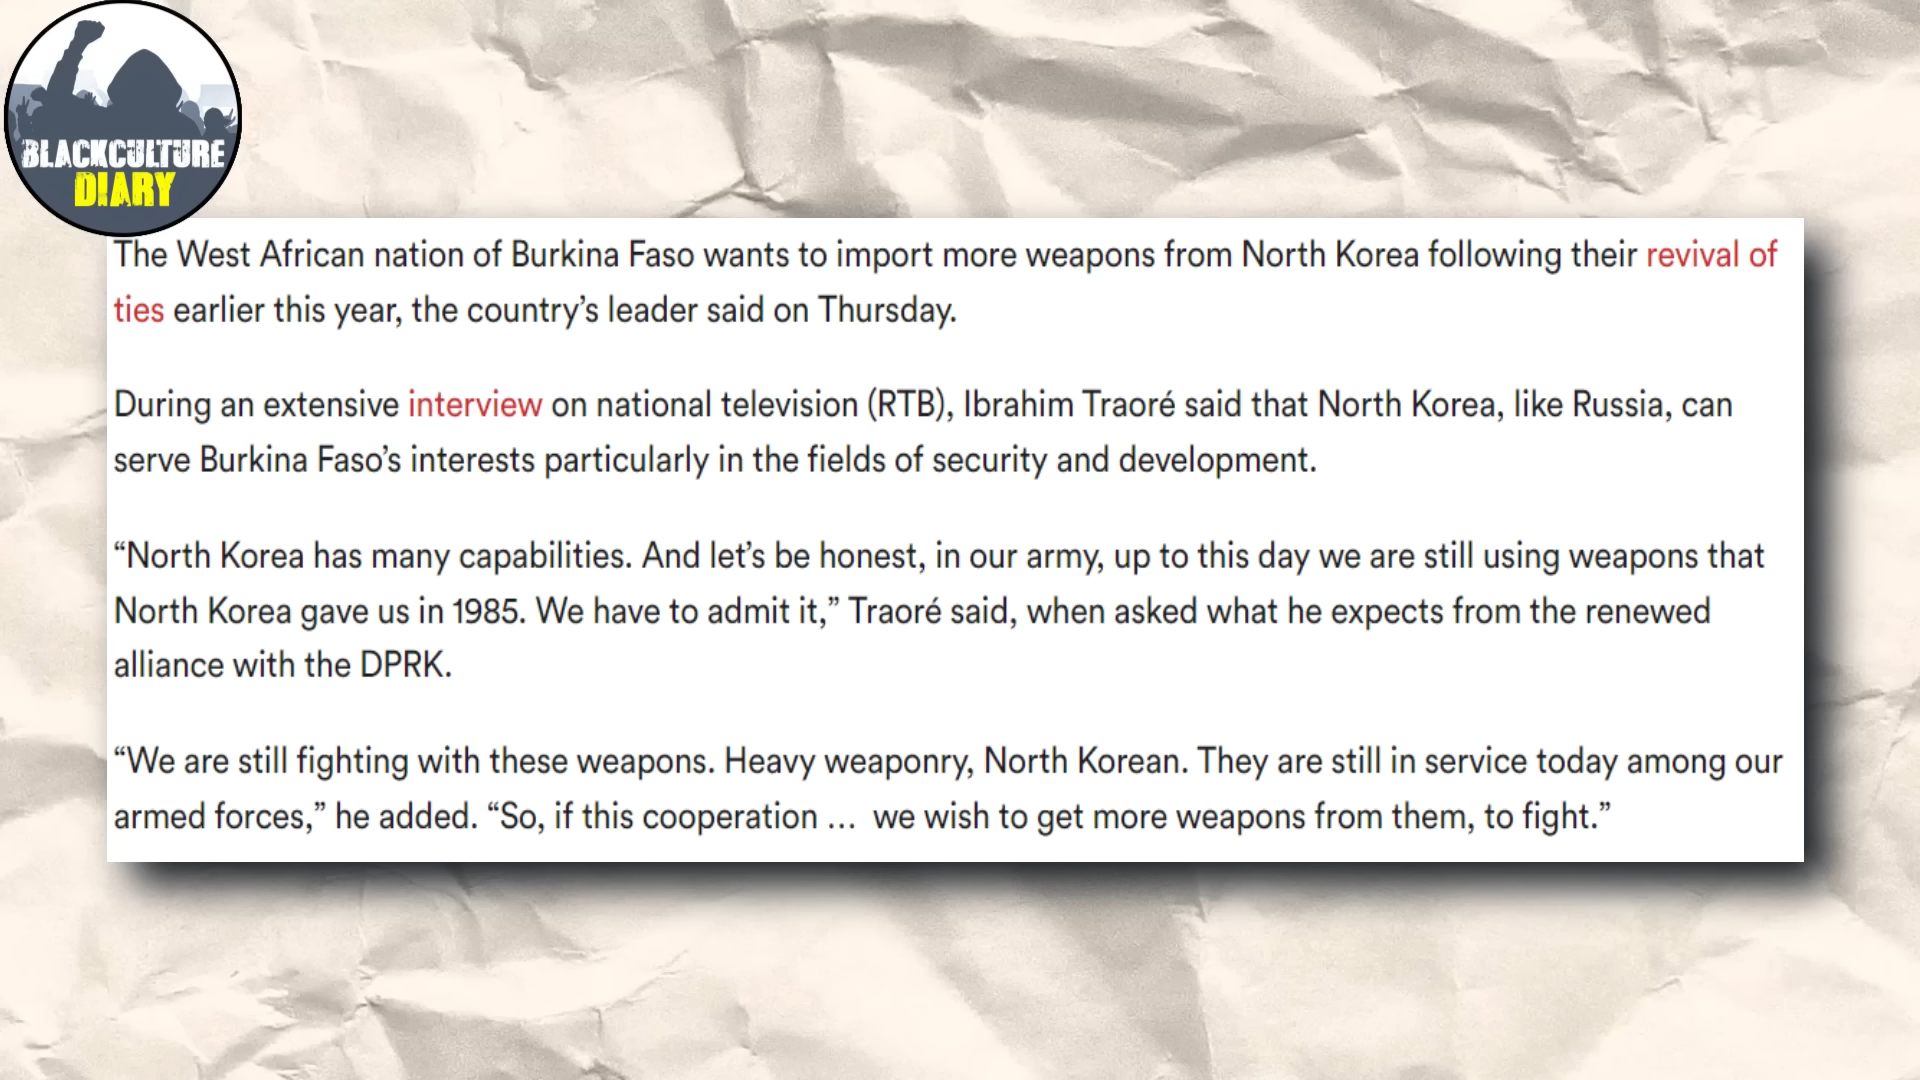 BLACKCULTURE
DIARY
The West African nation of Burkina Faso wants to import more weapons from North Korea following their revival of
ties earlier this year, the country’s leader said on Thursday.
During an extensive interview on national television (RTB), Ibrahim Traoré said that North Korea, like Russia, can
serve Burkina Faso’s interests particularly in the fields of security and development.
“North Korea has many capabilities. And let’s be honest, in our army, up to this day we are still using weapons that
North Korea gave us in 1985. We have to admit it,” Traoré said, when asked what he expects from the renewed
alliance with the DPRK.
“We are still fighting with these weapons. Heavy weaponry, North Korean. They are still in service today among our
armed forces,” he added. “So, if this cooperation … we wish to get more weapons from them, to fight.”